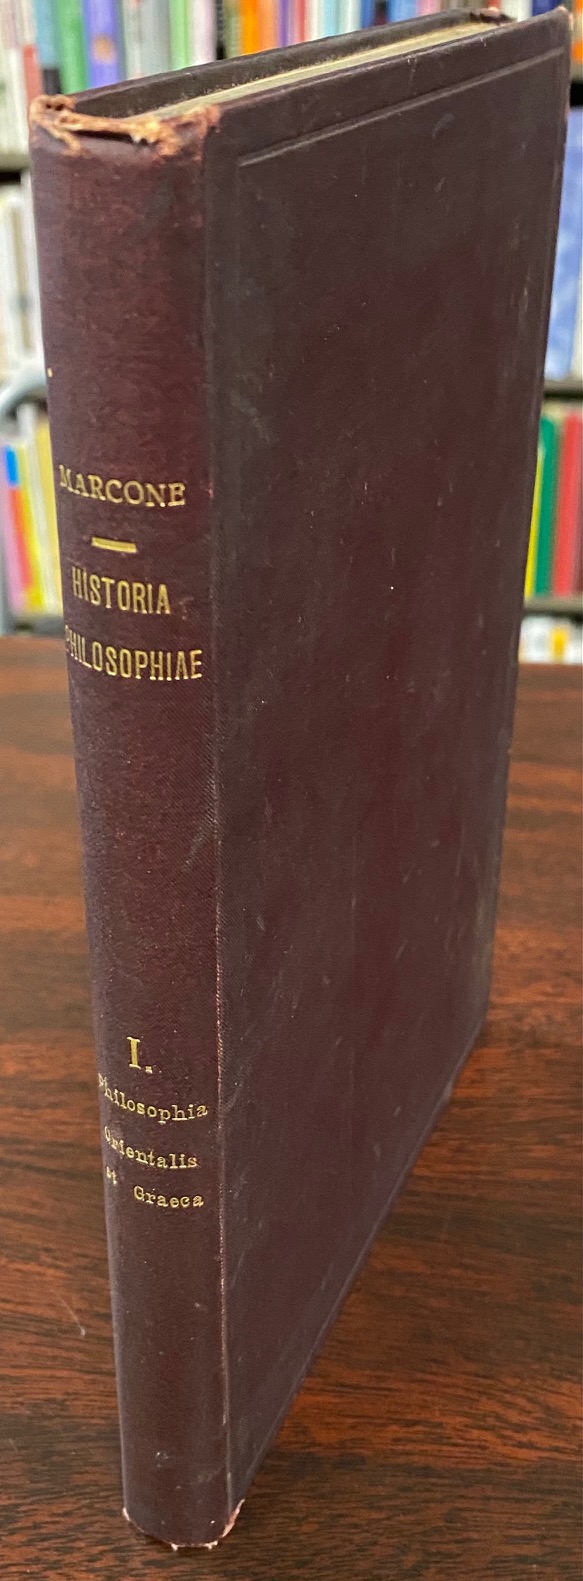 MARCONE
HISTORIA
PHILOSOPHIAE
I.
Philosophia
Orientalis
et Graeca